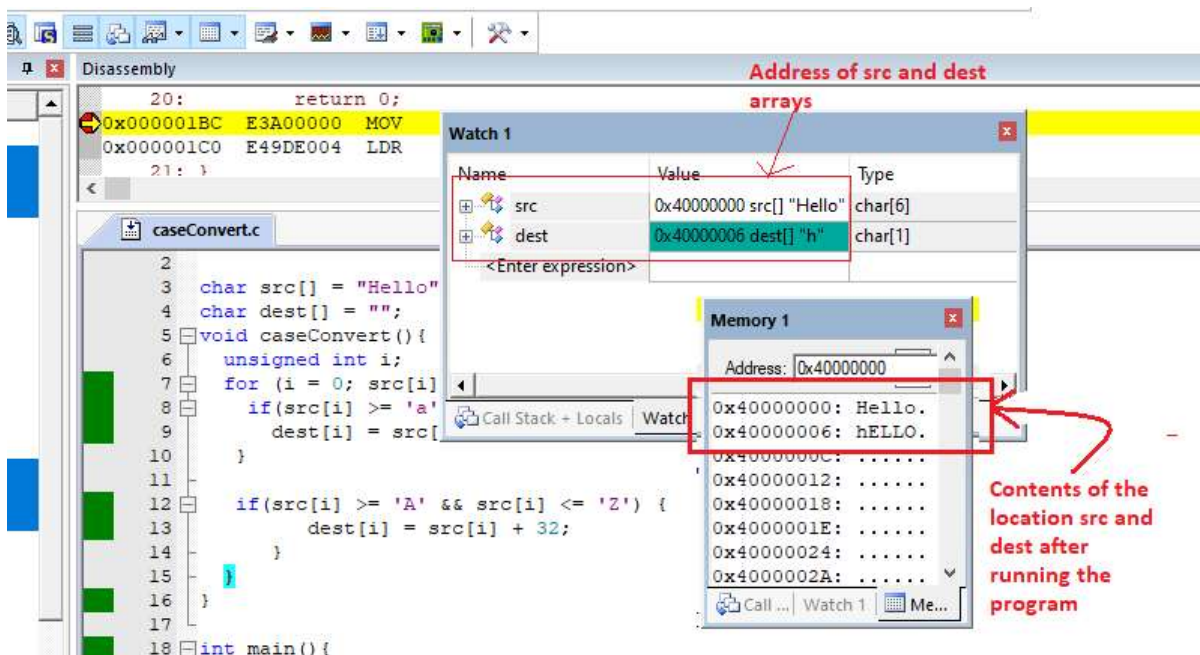 Disassembly
Address of src and dest
arrays
20: return 0;
0x000001BC E3A00000 MOV
0x000001C0 E49DE004 LDR
21: }
Watch 1
Name Value Type
src 0x40000000 src[] "Hello" char[6]
dest 0x40000006 dest[] "h" char[1]
<Enter expression>
Call Stack + Locals Watch
caseConvert.c
2
3 char src[] = "Hello"
4 char dest[] = "";
5 void caseConvert(){
6 unsigned int i;
7 for (i = 0; src[i]
8 if(src[i] >= 'a'
9 dest[i] = src[
10 }
11
12 if(src[i] >= 'A' && src[i] <= 'Z') {
13 dest[i] = src[i] + 32;
14 }
15 }
16 }
17
18 int main(){
Memory 1
Address: 0x40000000
0x40000000: Hello.
0x40000006: hELLO.
0x4000000C: ......
0x40000012: ......
0x40000018: ......
0x4000001E: ......
0x40000024: ......
0x4000002A: ......
Call ... Watch 1 Me...
Contents of the
location src and
dest after
running the
program